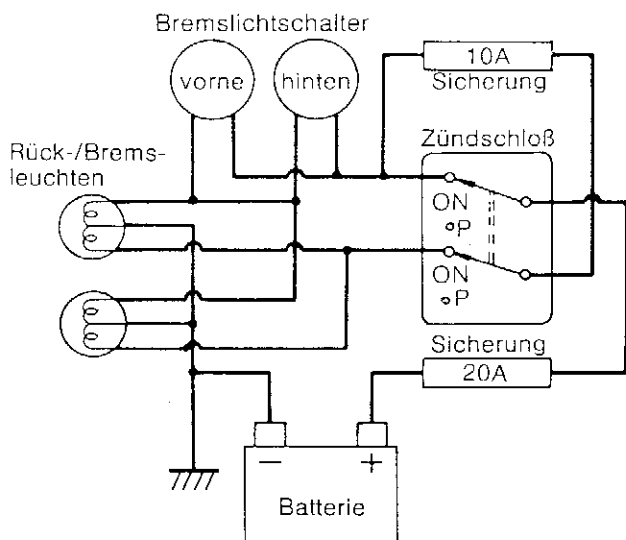 Bremslichtschalter
vorne
hinten
10A
Sicherung
Zündschloß
Rück-/Brems-
leuchten
ON
P
ON
P
Sicherung
20A
− +
Batterie